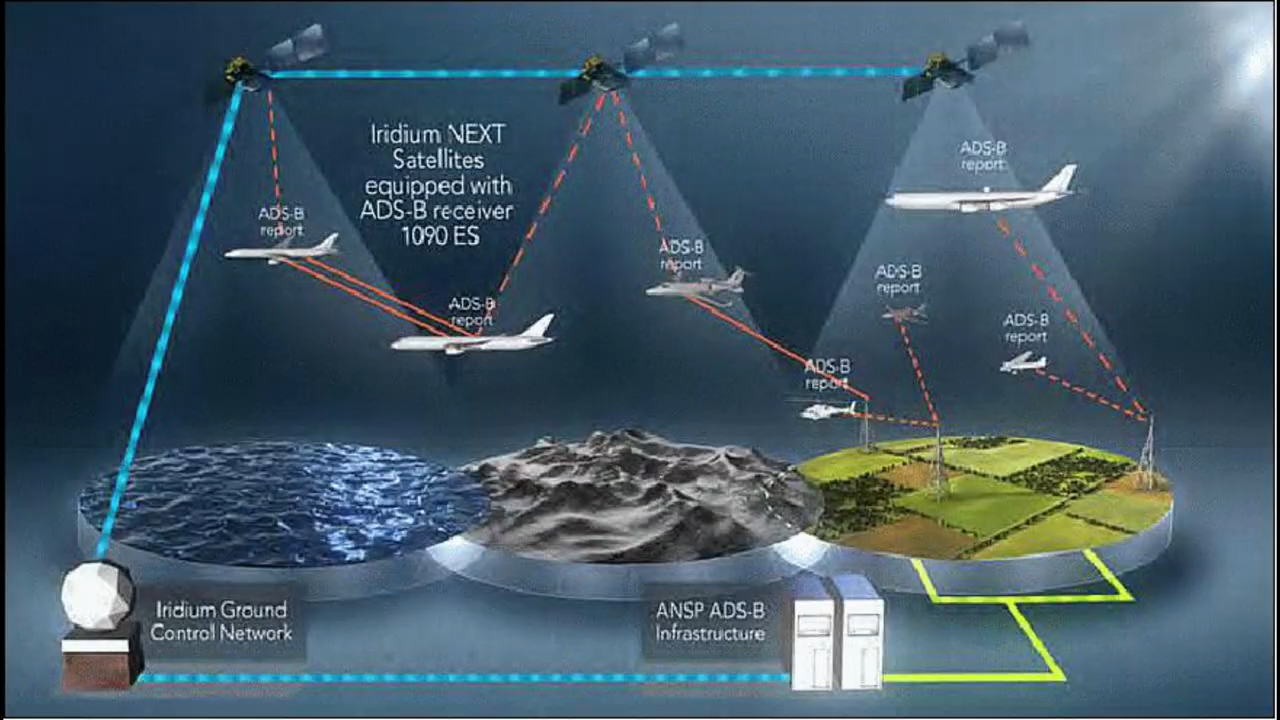 Iridium NEXT
Satellites
equipped with
ADS-B receiver
1090 ES
ADS-B
report
ADS-B
report
ADS-B
report
ADS-B
report
ADS-B
report
ADS-B
report
ADS-B
report
Iridium Ground
Control Network
ANSP ADS-B
Infrastructure